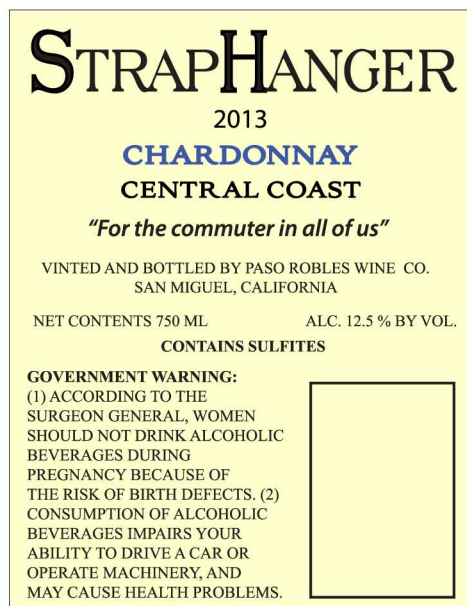 STRAPHANGER
2013
CHARDONNAY
CENTRAL COAST
“For the commuter in all of us”
VINTED AND BOTTLED BY PASO ROBLES WINE CO.
SAN MIGUEL, CALIFORNIA
NET CONTENTS 750 ML ALC. 12.5 % BY VOL.
CONTAINS SULFITES
GOVERNMENT WARNING:
(1) ACCORDING TO THE
SURGEON GENERAL, WOMEN
SHOULD NOT DRINK ALCOHOLIC
BEVERAGES DURING
PREGNANCY BECAUSE OF
THE RISK OF BIRTH DEFECTS. (2)
CONSUMPTION OF ALCOHOLIC
BEVERAGES IMPAIRS YOUR
ABILITY TO DRIVE A CAR OR
OPERATE MACHINERY, AND
MAY CAUSE HEALTH PROBLEMS.